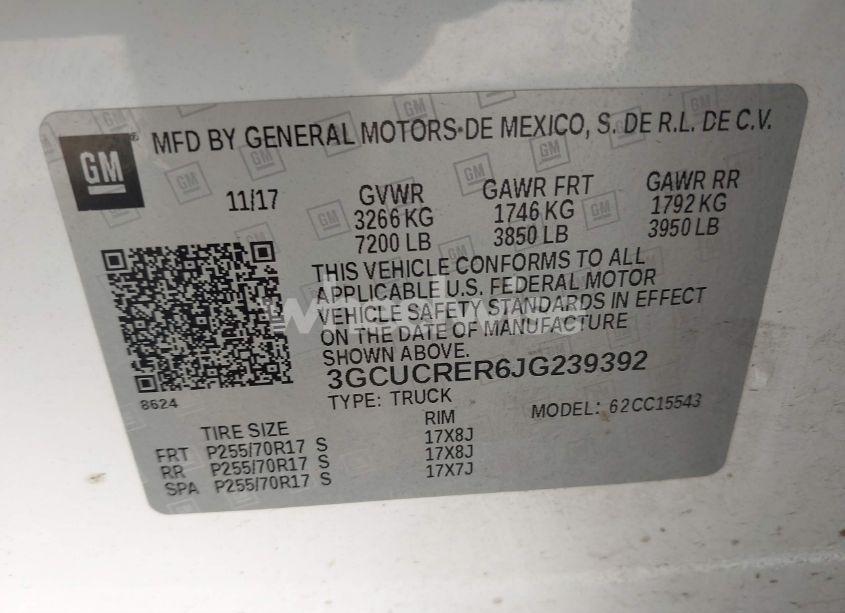 GM
MFD BY GENERAL MOTORS DE MEXICO, S. DE R.L. DE C.V.
11/17
GVWR GAWR FRT GAWR RR
3266 KG 1746 KG 1792 KG
7200 LB 3850 LB 3950 LB
THIS VEHICLE CONFORMS TO ALL
APPLICABLE U.S. FEDERAL MOTOR
VEHICLE SAFETY STANDARDS IN EFFECT
ON THE DATE OF MANUFACTURE
SHOWN ABOVE.
3GCUCRER6JG239392
8624
TYPE: TRUCK MODEL: 62CC15543
TIRE SIZE RIM
FRT P255/70R17 S 17X8J
RR P255/70R17 S 17X8J
SPA P255/70R17 S 17X7J